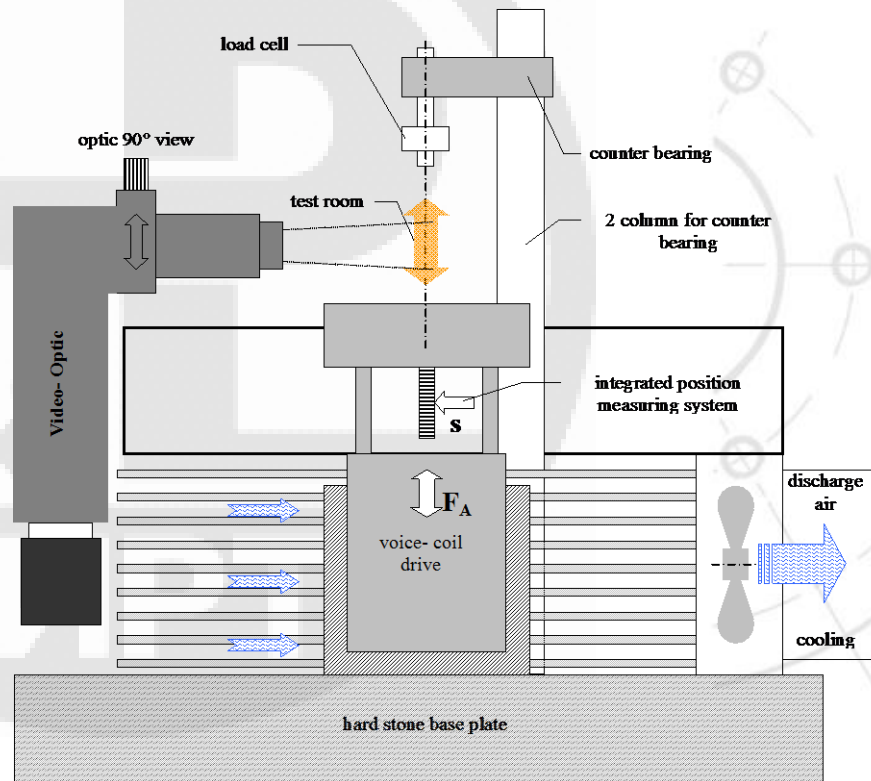 load cell
optic 90° view
counter bearing
test room
2 column for counter
bearing
Video- Optic
integrated position
measuring system
s
F_A
voice- coil
drive
discharge
air
cooling
hard stone base plate